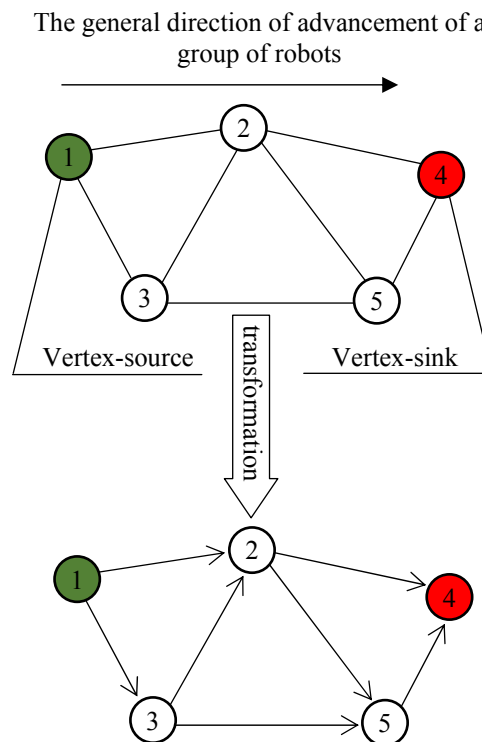 The general direction of advancement of a
group of robots
2
1
4
3
5
Vertex-source
Vertex-sink
transformation
2
1
4
3
5